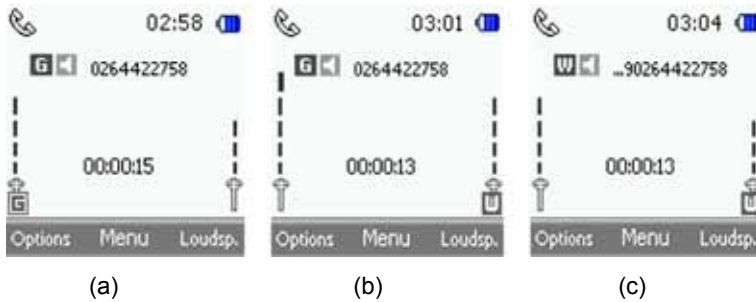 02:58
G 0264422758
00:00:15
G
Options Menu Loudsp.
(a)
03:01
G 0264422758
00:00:13
Options Menu Loudsp.
(b)
03:04
W ...90264422758
00:00:13
Options Menu Loudsp.
(c)